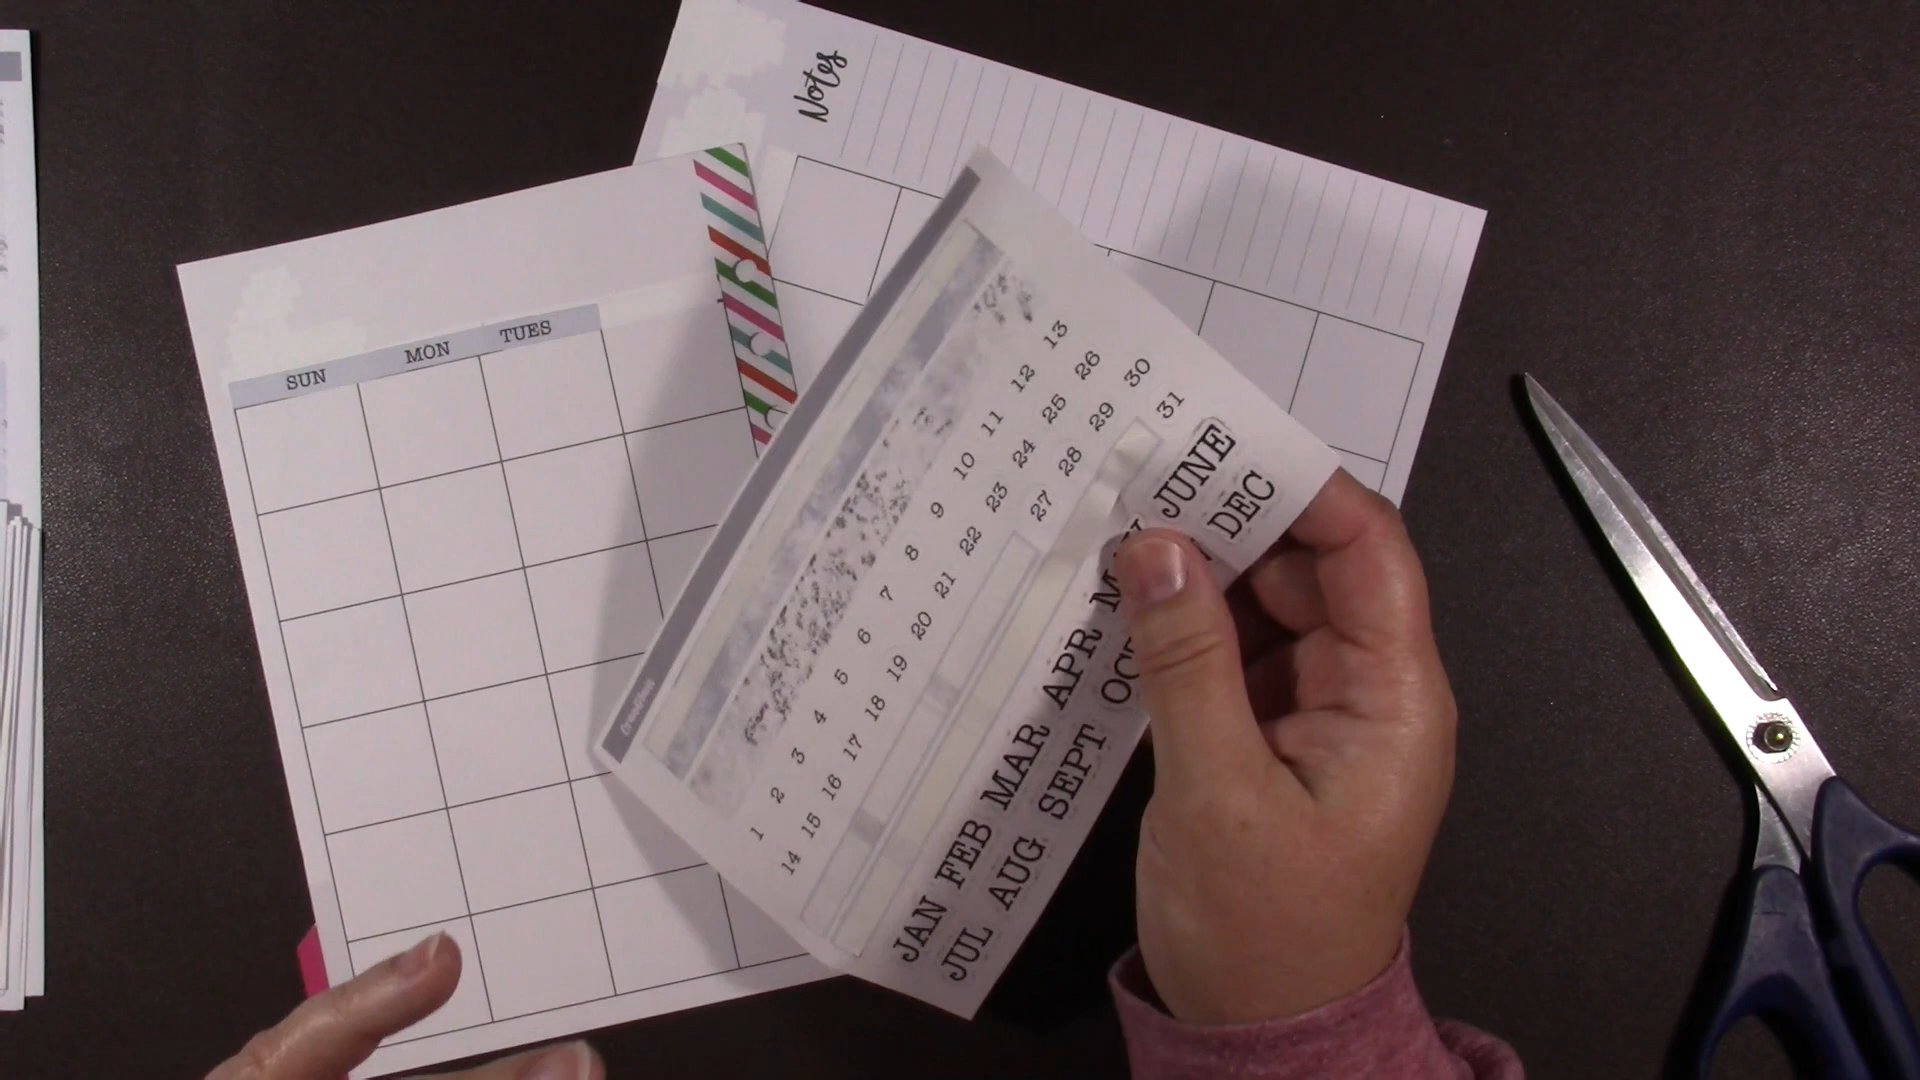 Notes
SUN MON TUES
1 2 3 4 5 6 7 8 9 10 11 12 13
14 15 16 17 18 19 20 21 22 23 24 25 26
27 28 29 30
31
JAN FEB MAR APR JUNE
JUL AUG SEPT DEC